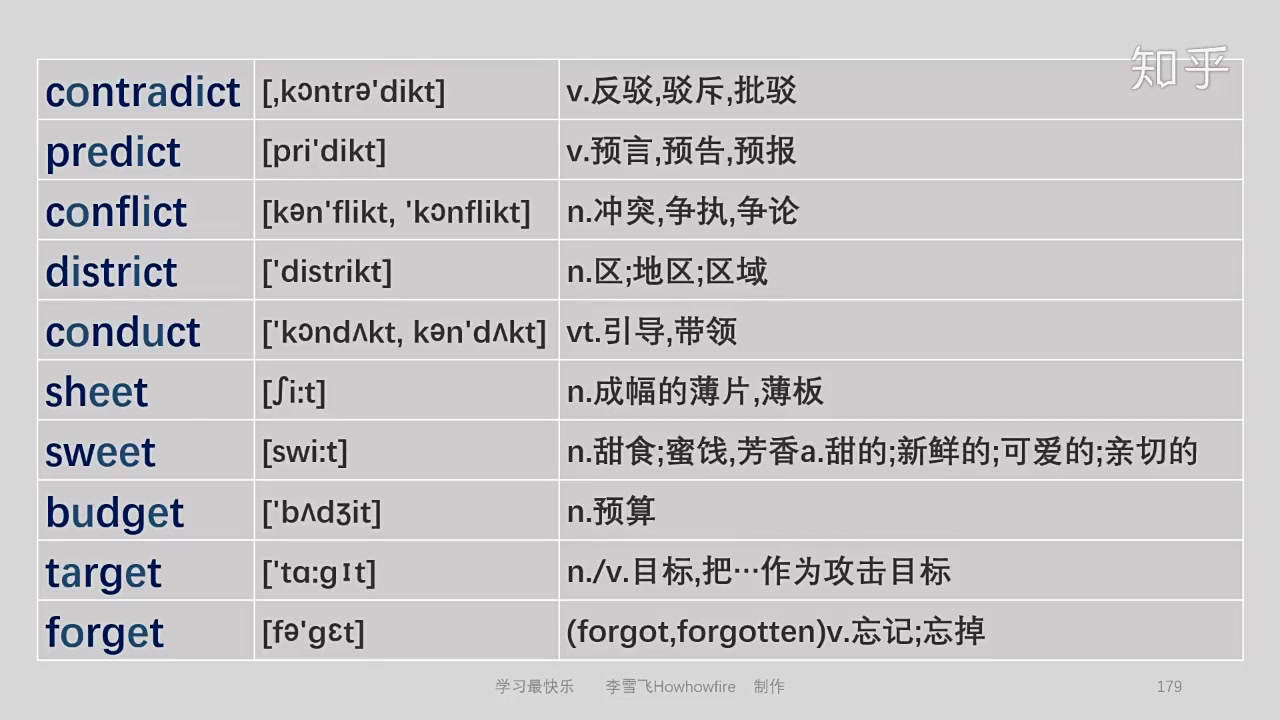 知乎
contradict [ˌkɔntrə'dikt] v.反驳,驳斥,批驳
predict [pri'dikt] v.预言,预告,预报
conflict [kən'flikt, 'kɔnflikt] n.冲突,争执,争论
district ['distrikt] n.区;地区;区域
conduct ['kɔndʌkt, kən'dʌkt] vt.引导,带领
sheet [ʃi:t] n.成幅的薄片,薄板
sweet [swi:t] n.甜食;蜜饯,芳香a.甜的;新鲜的;可爱的;亲切的
budget ['bʌdʒit] n.预算
target ['tɑ:gɪt] n./v.目标,把…作为攻击目标
forget [fə'gɛt] (forgot,forgotten)v.忘记;忘掉
学习最快乐 李雪飞Howhowfire 制作 179